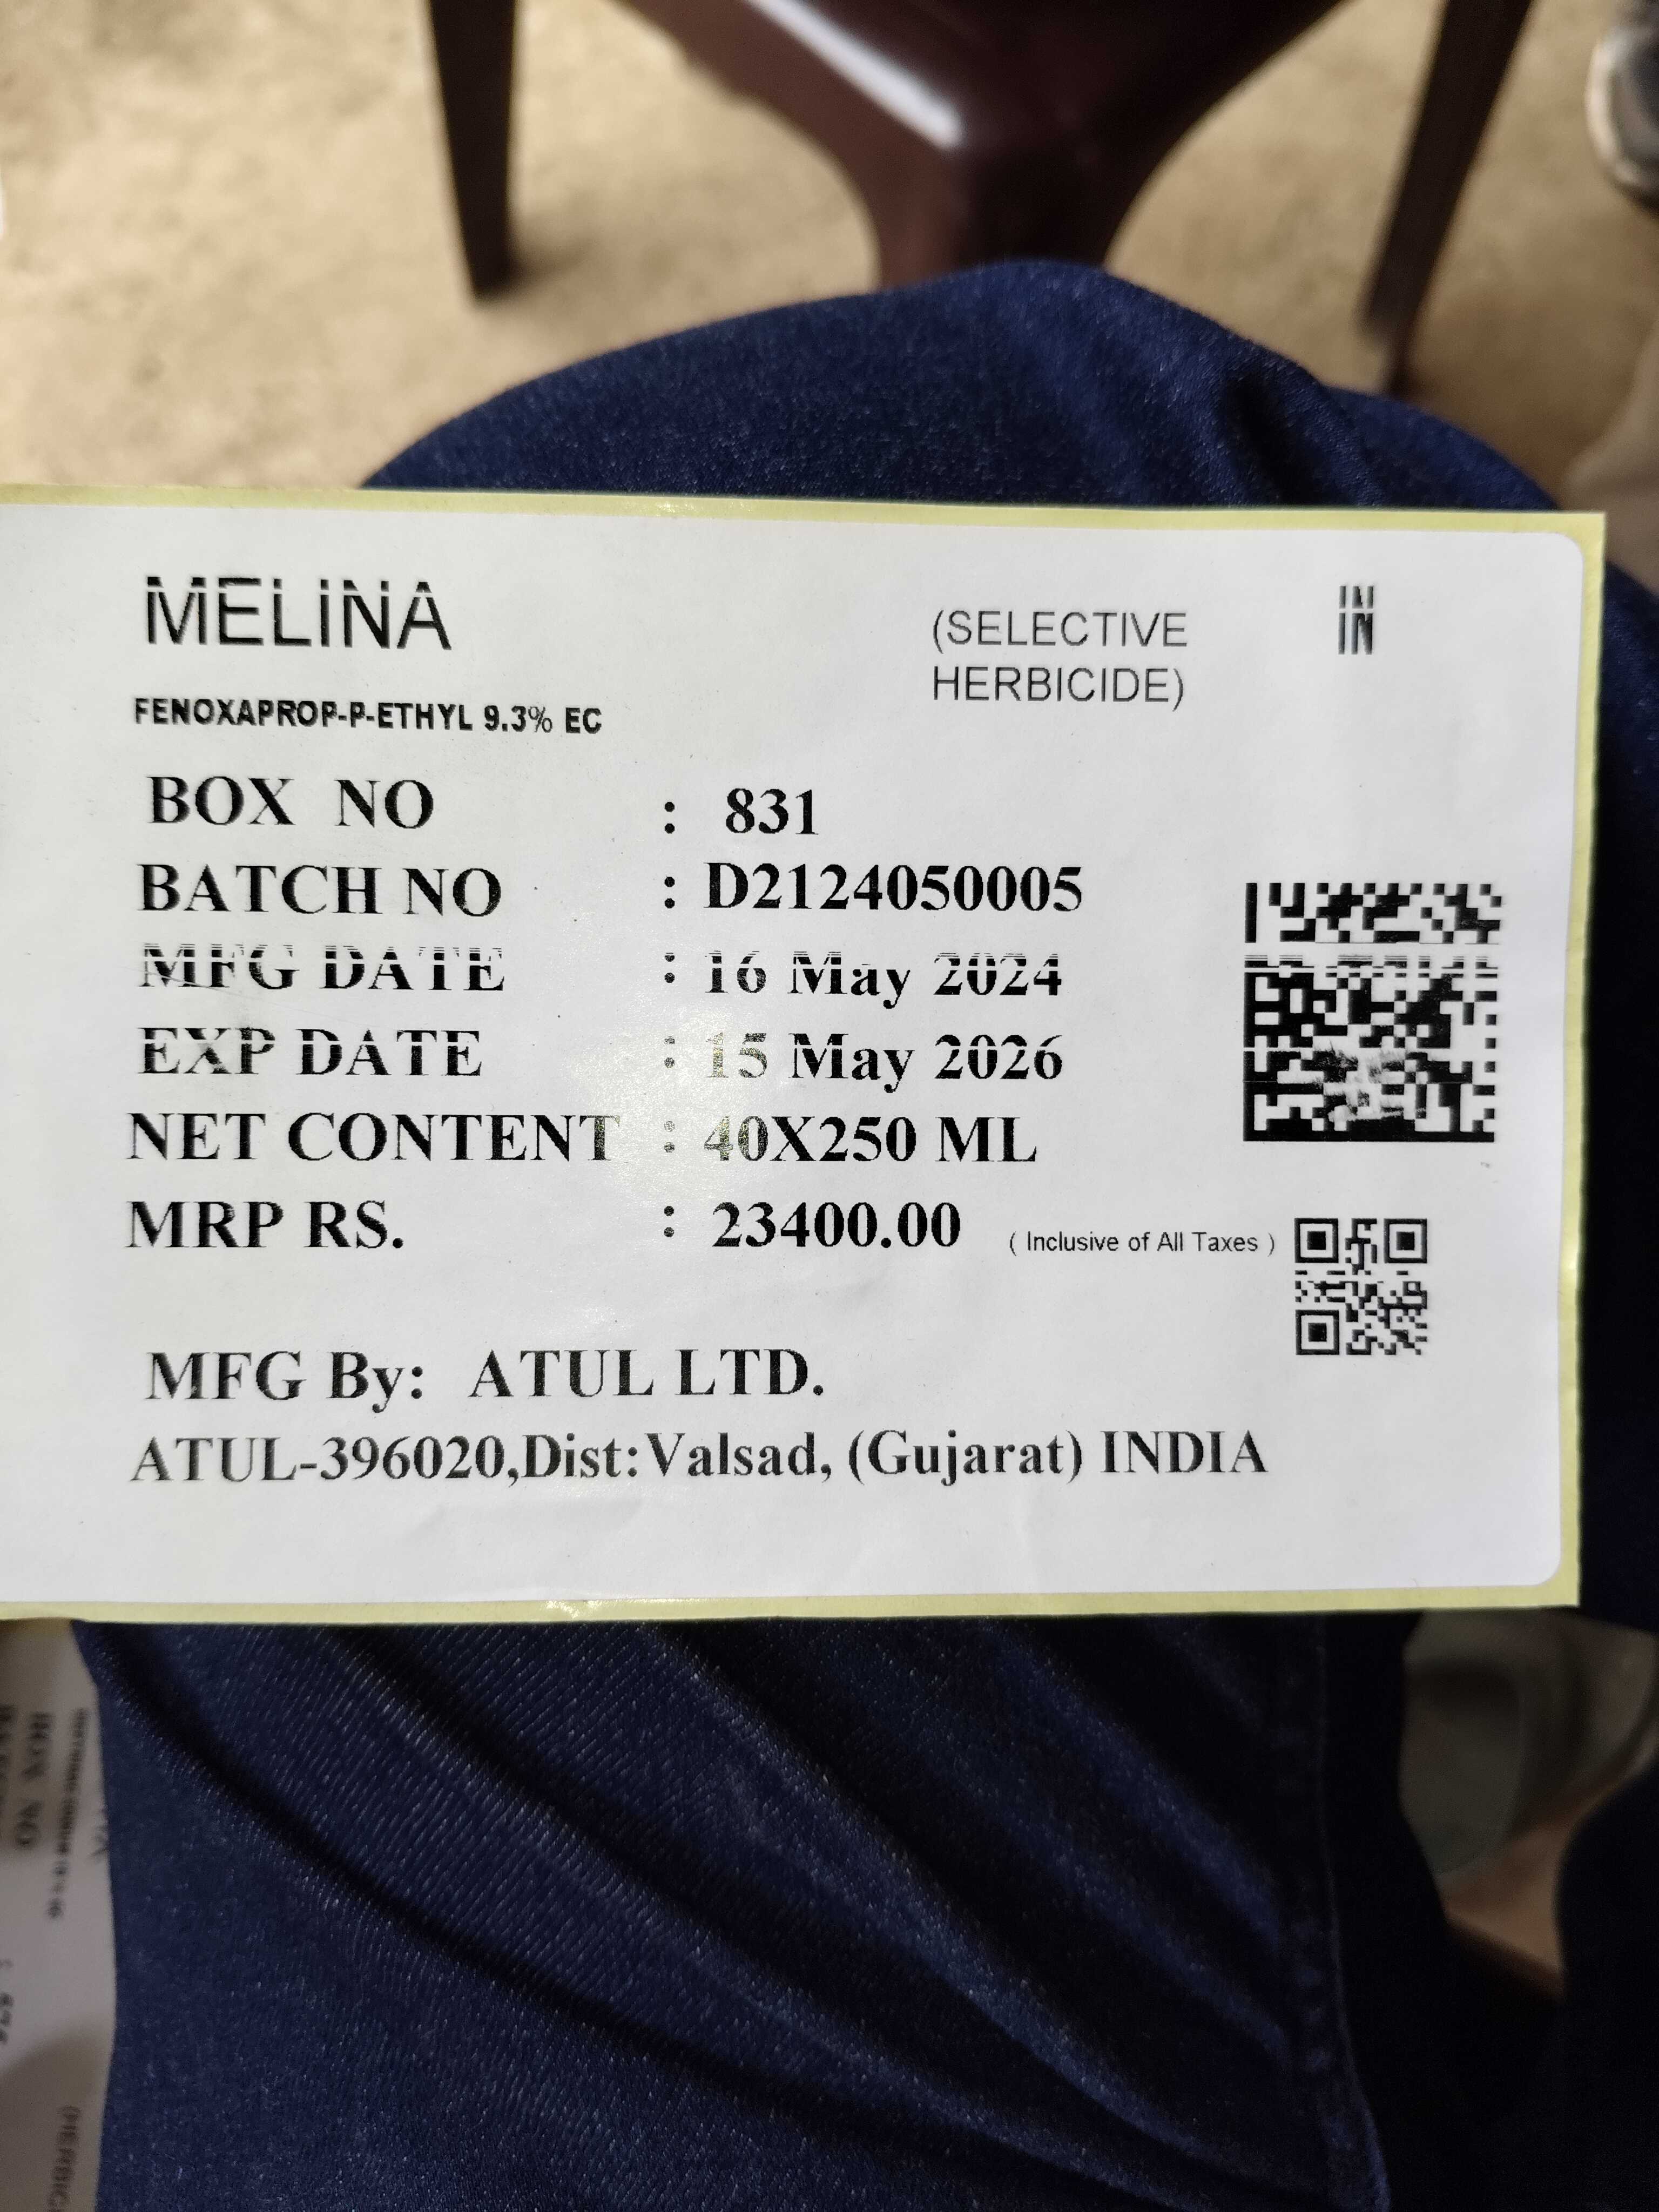 MELINA
(SELECTIVE
HERBICIDE)
IN
FENOXAPROP-P-ETHYL 9.3% EC
BOX NO : 831
BATCH NO : D2124050005
MFG DATE : 16 May 2024
EXP DATE : 15 May 2026
NET CONTENT : 40X250 ML
MRP RS. : 23400.00 ( Inclusive of All Taxes )
MFG By: ATUL LTD.
ATUL-396020,Dist:Valsad, (Gujarat) INDIA
BOX NO